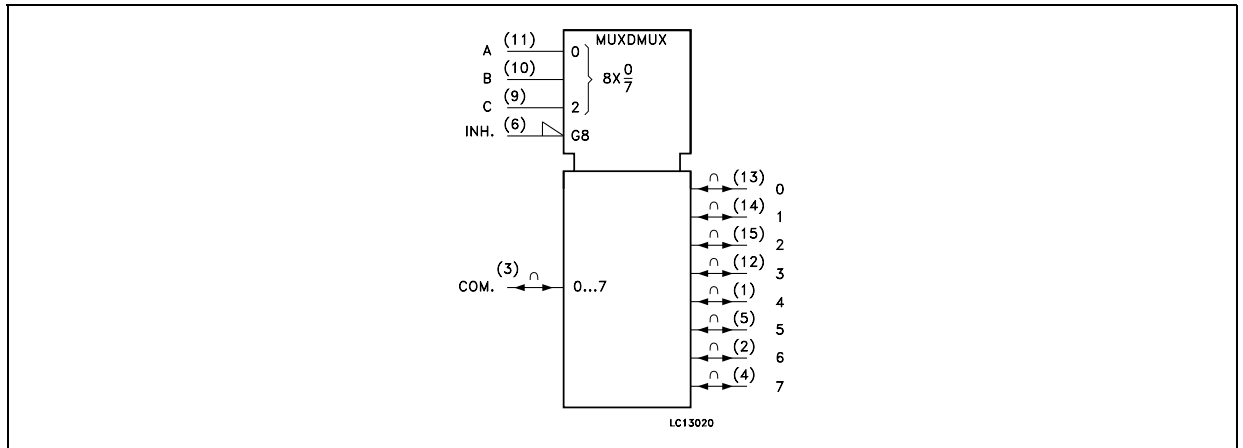 MUXDMUX
A (11) 0
B (10) 8X 0/7
C (9) 2
INH. (6) G8
∩ (13) 0
∩ (14) 1
∩ (15) 2
∩ (12) 3
COM. (3) ∩ 0...7
∩ (1) 4
∩ (5) 5
∩ (2) 6
∩ (4) 7
LC13020